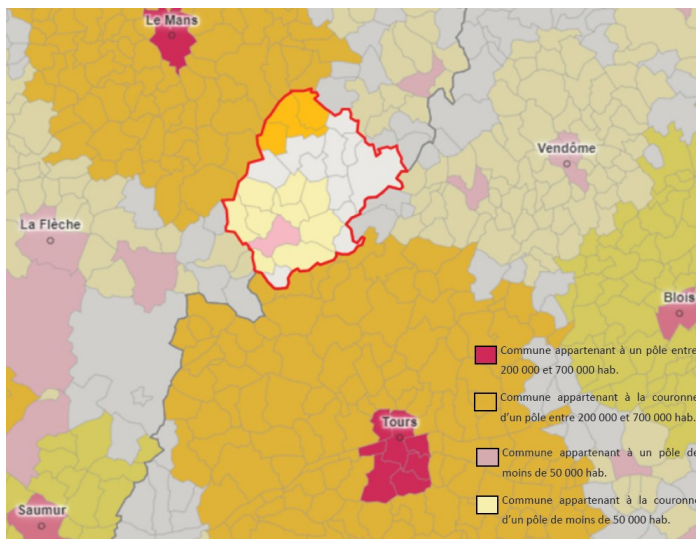 Le Mans
Vendôme
La Flèche
Blois
Tours
Saumur
Commune appartenant à un pôle entre
200 000 et 700 000 hab.
Commune appartenant à la couronne
d'un pôle entre 200 000 et 700 000 hab.
Commune appartenant à un pôle de
moins de 50 000 hab.
Commune appartenant à la couronne
d'un pôle de moins de 50 000 hab.